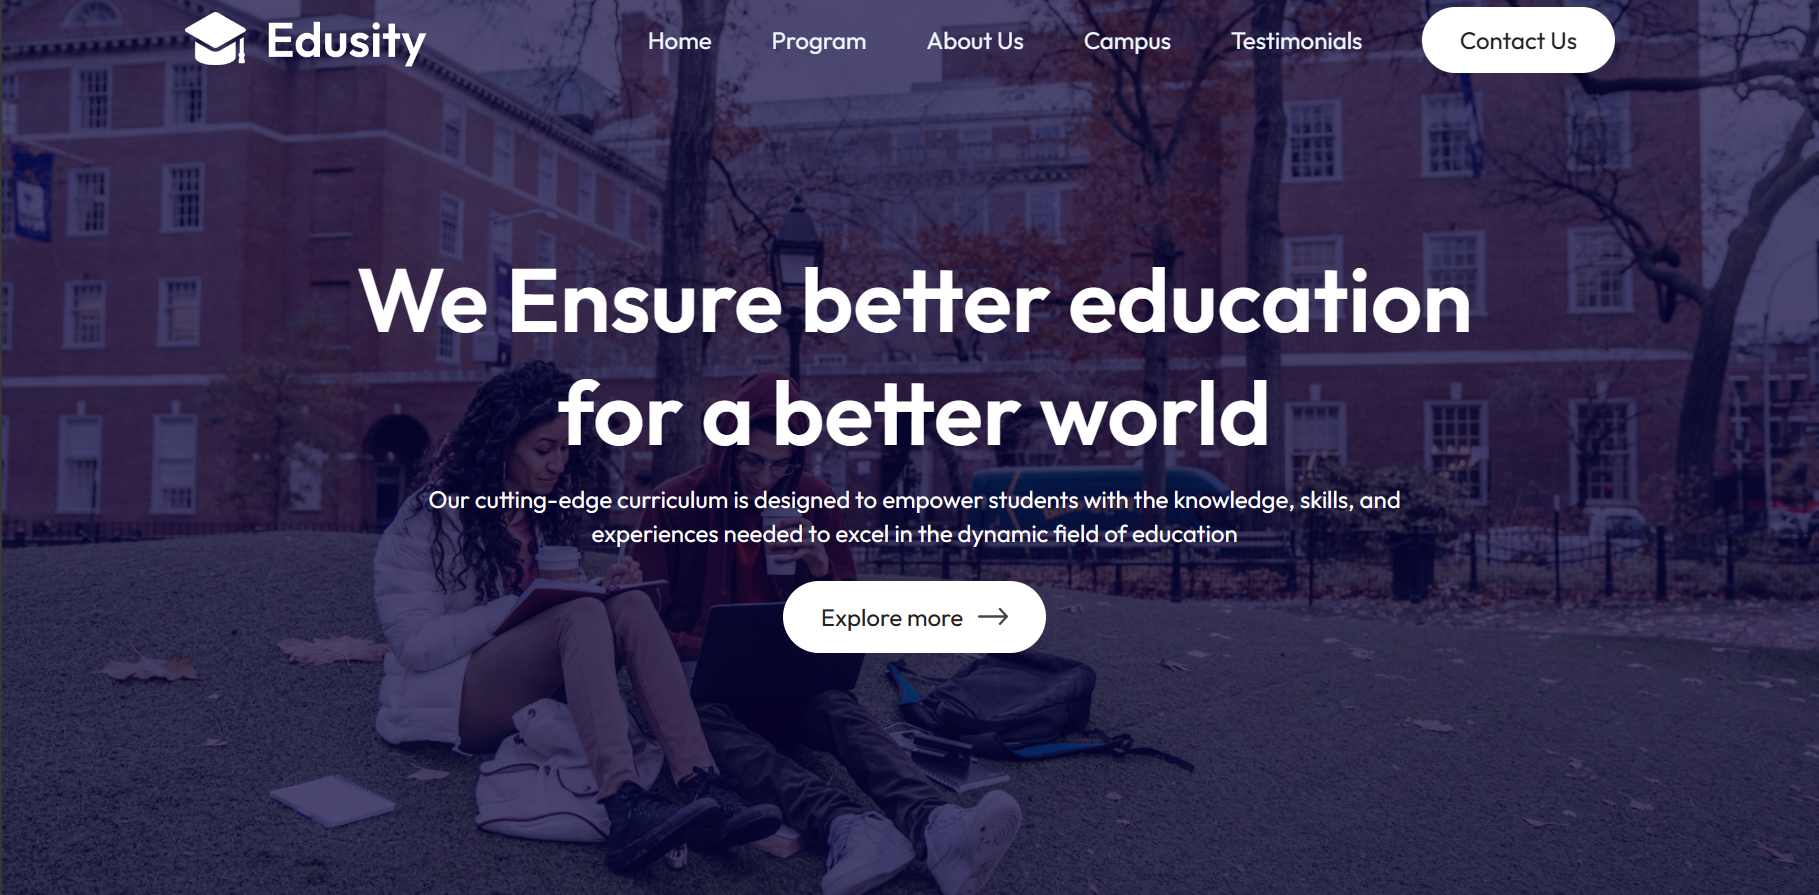 Edusity
Home Program About Us Campus Testimonials Contact Us
We Ensure better education
for a better world
Our cutting-edge curriculum is designed to empower students with the knowledge, skills, and
experiences needed to excel in the dynamic field of education
Explore more